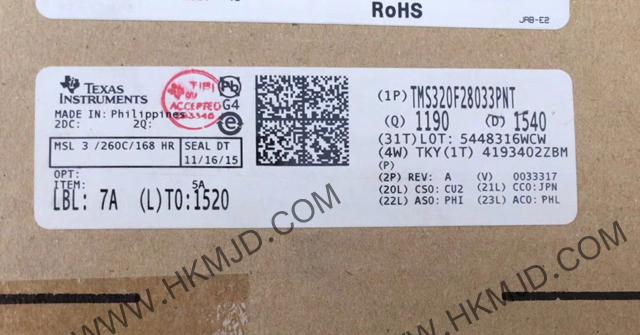 RoHS
JAB-E2
TEXAS
INSTRUMENTS
MADE IN: Philippines
2DC: 2Q:
TIPI
ACCEPTED
Pb
G4
e
MSL 3 /260C/168 HR
SEAL DT
11/16/15
OPT:
ITEM: 5A
LBL: 7A (L)TO:1520
(1P) TMS320F28033PNT
(Q) 1190 (D) 1540
(31T) LOT: 5448316WCW
(4W) TKY(1T) 4193402ZBM
(P)
(2P) REV: A (V) 0033317
(20L) CSO: CU2 (21L) CCO:JPN
(22L) ASO: PHI (23L) ACO: PHL
WWW.HKMJD.COM
WWW.HKMJD.COM